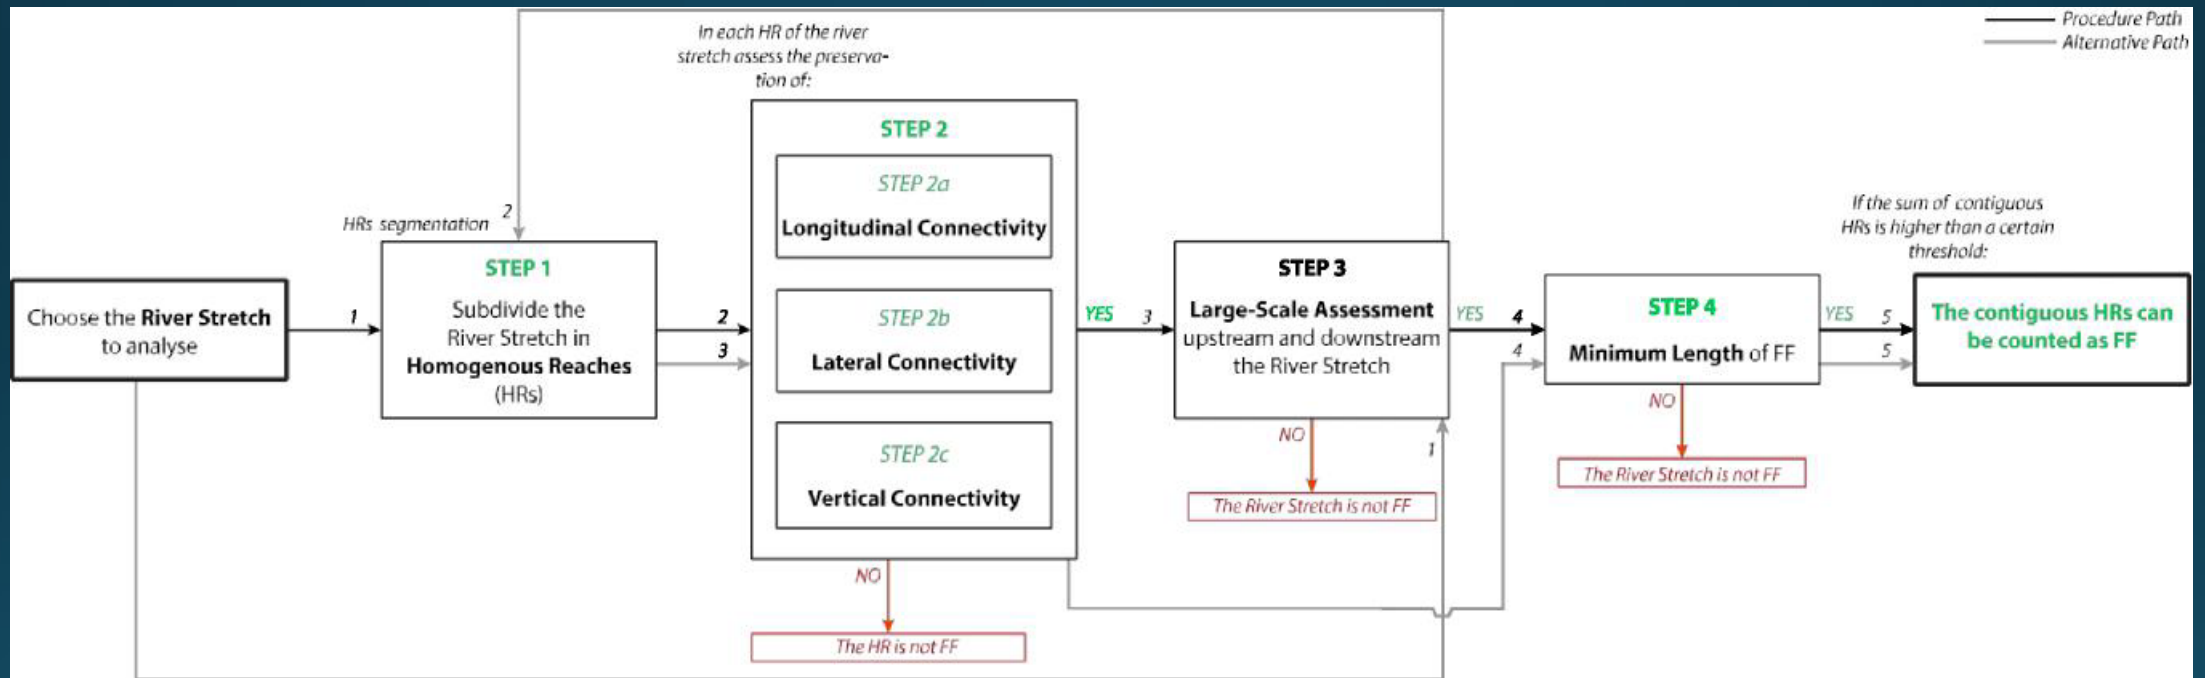 Procedure Path
Alternative Path
In each HR of the river
stretch assess the preserva-
tion of:
HRs segmentation
2
Choose the River Stretch
to analyse
1
STEP 1
Subdivide the
River Stretch in
Homogenous Reaches
(HRs)
2
3
STEP 2
STEP 2a
Longitudinal Connectivity
STEP 2b
Lateral Connectivity
STEP 2c
Vertical Connectivity
NO
The HR is not FF
YES
3
STEP 3
Large-Scale Assessment
upstream and downstream
the River Stretch
NO
1
The River Stretch is not FF
YES
4
4
STEP 4
Minimum Length of FF
NO
The River Stretch is not FF
YES
5
5
If the sum of contiguous
HRs is higher than a certain
threshold:
The contiguous HRs can
be counted as FF